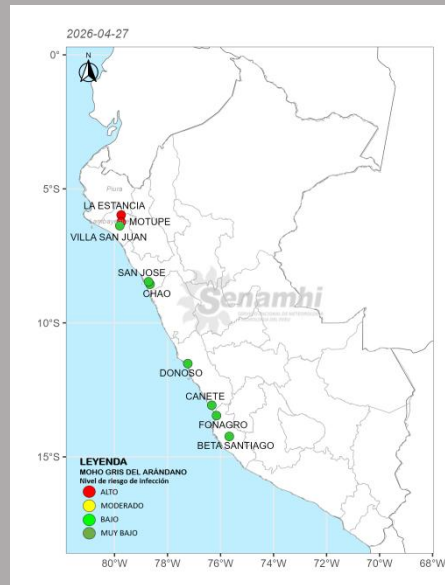 2026-04-27
N
0°
Piura
LA ESTANCIA
MOTUPE
VILLA SAN JUAN
5°S
SAN JOSE
CHAO
Senamhi
10°S
DONOSO
CANETE
FONAGRO
BETA SANTIAGO
15°S
LEYENDA
MOHO GRIS DEL ARÁNDANO
Nivel de riesgo de infección
ALTO
MODERADO
BAJO
MUY BAJO
80°W 78°W 76°W 74°W 72°W 70°W 68°W